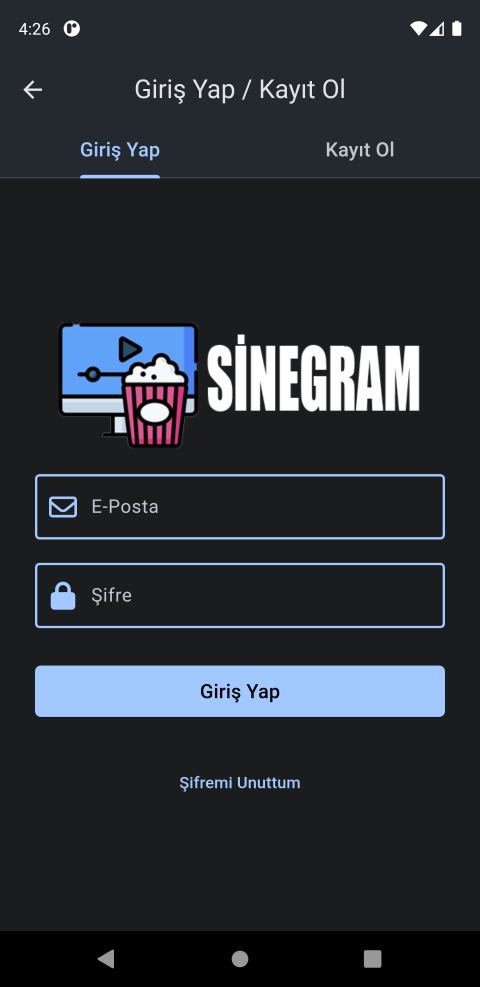 4:26
Giriş Yap / Kayıt Ol
Giriş Yap
Kayıt Ol
SİNEGRAM
E-Posta
Şifre
Giriş Yap
Şifremi Unuttum